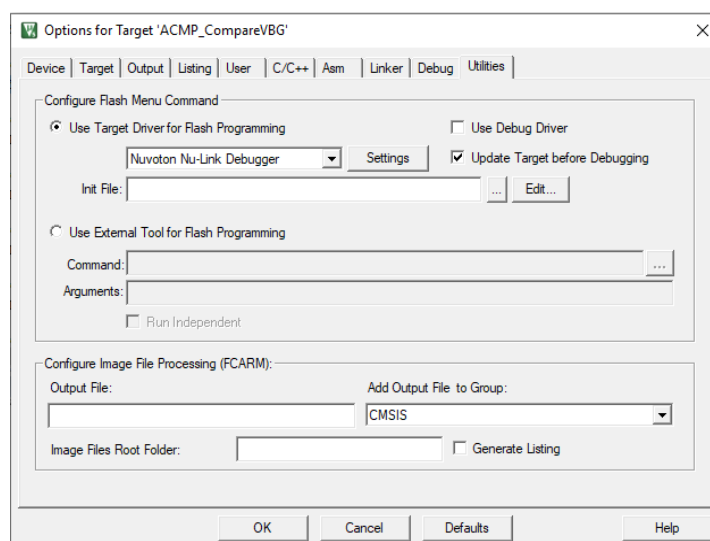 Options for Target 'ACMP_CompareVBG'
Device Target Output Listing User C/C++ Asm Linker Debug Utilities
Configure Flash Menu Command
Use Target Driver for Flash Programming Use Debug Driver
Nuvoton Nu-Link Debugger Settings Update Target before Debugging
Init File: ... Edit...
Use External Tool for Flash Programming
Command: ...
Arguments:
Run Independent
Configure Image File Processing (FCARM):
Output File: Add Output File to Group:
CMSIS
Image Files Root Folder: Generate Listing
OK Cancel Defaults Help